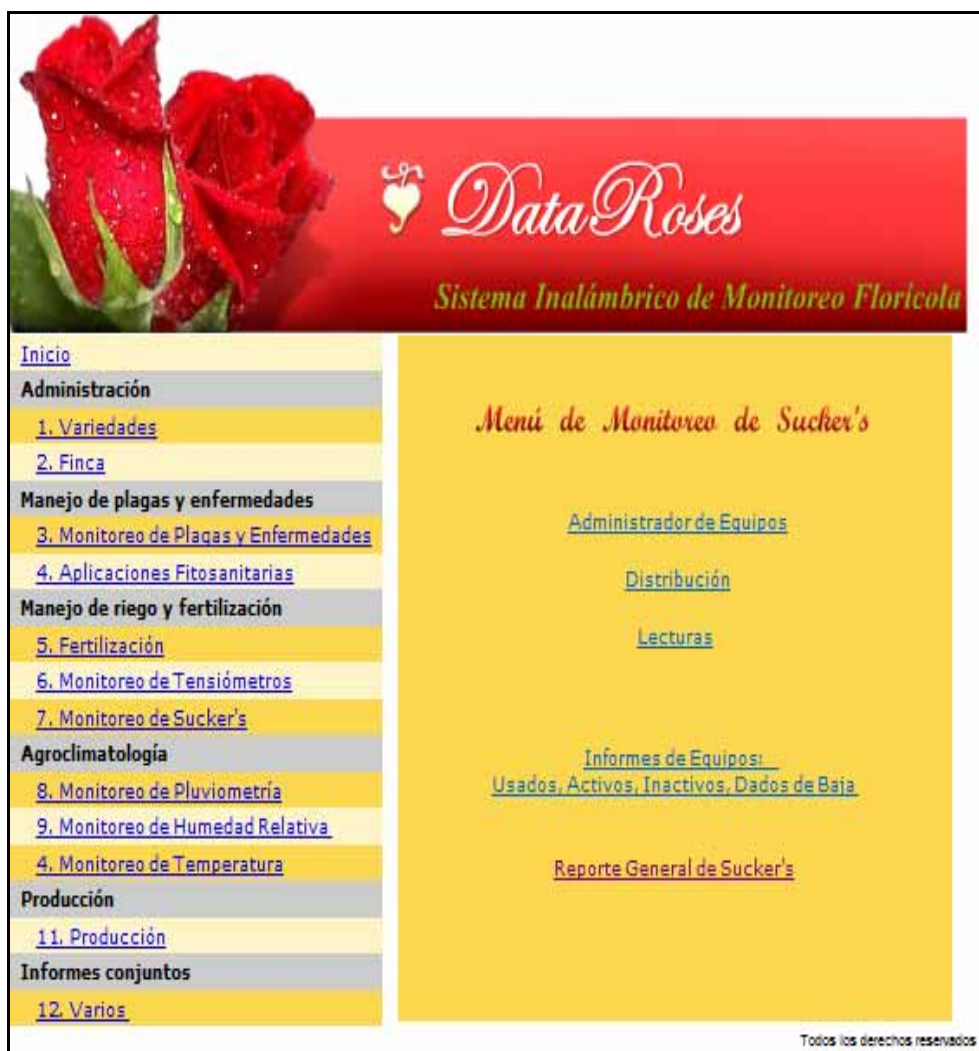 Data Roses
Sistema Inalámbrico de Monitoreo Florícola
Inicio
Administración
1. Variedades
2. Finca
Manejo de plagas y enfermedades
3. Monitoreo de Plagas y Enfermedades
4. Aplicaciones Fitosanitarias
Manejo de riego y fertilización
5. Fertilización
6. Monitoreo de Tensiómetros
7. Monitoreo de Sucker's
Agroclimatología
8. Monitoreo de Pluviometría
9. Monitoreo de Humedad Relativa
4. Monitoreo de Temperatura
Producción
11. Producción
Informes conjuntos
12. Varios
Menú de Monitoreo de Sucker's
Administrador de Equipos
Distribución
Lecturas
Informes de Equipos:
Usados, Activos, Inactivos, Dados de Baja
Reporte General de Sucker's
Todos los derechos reservados